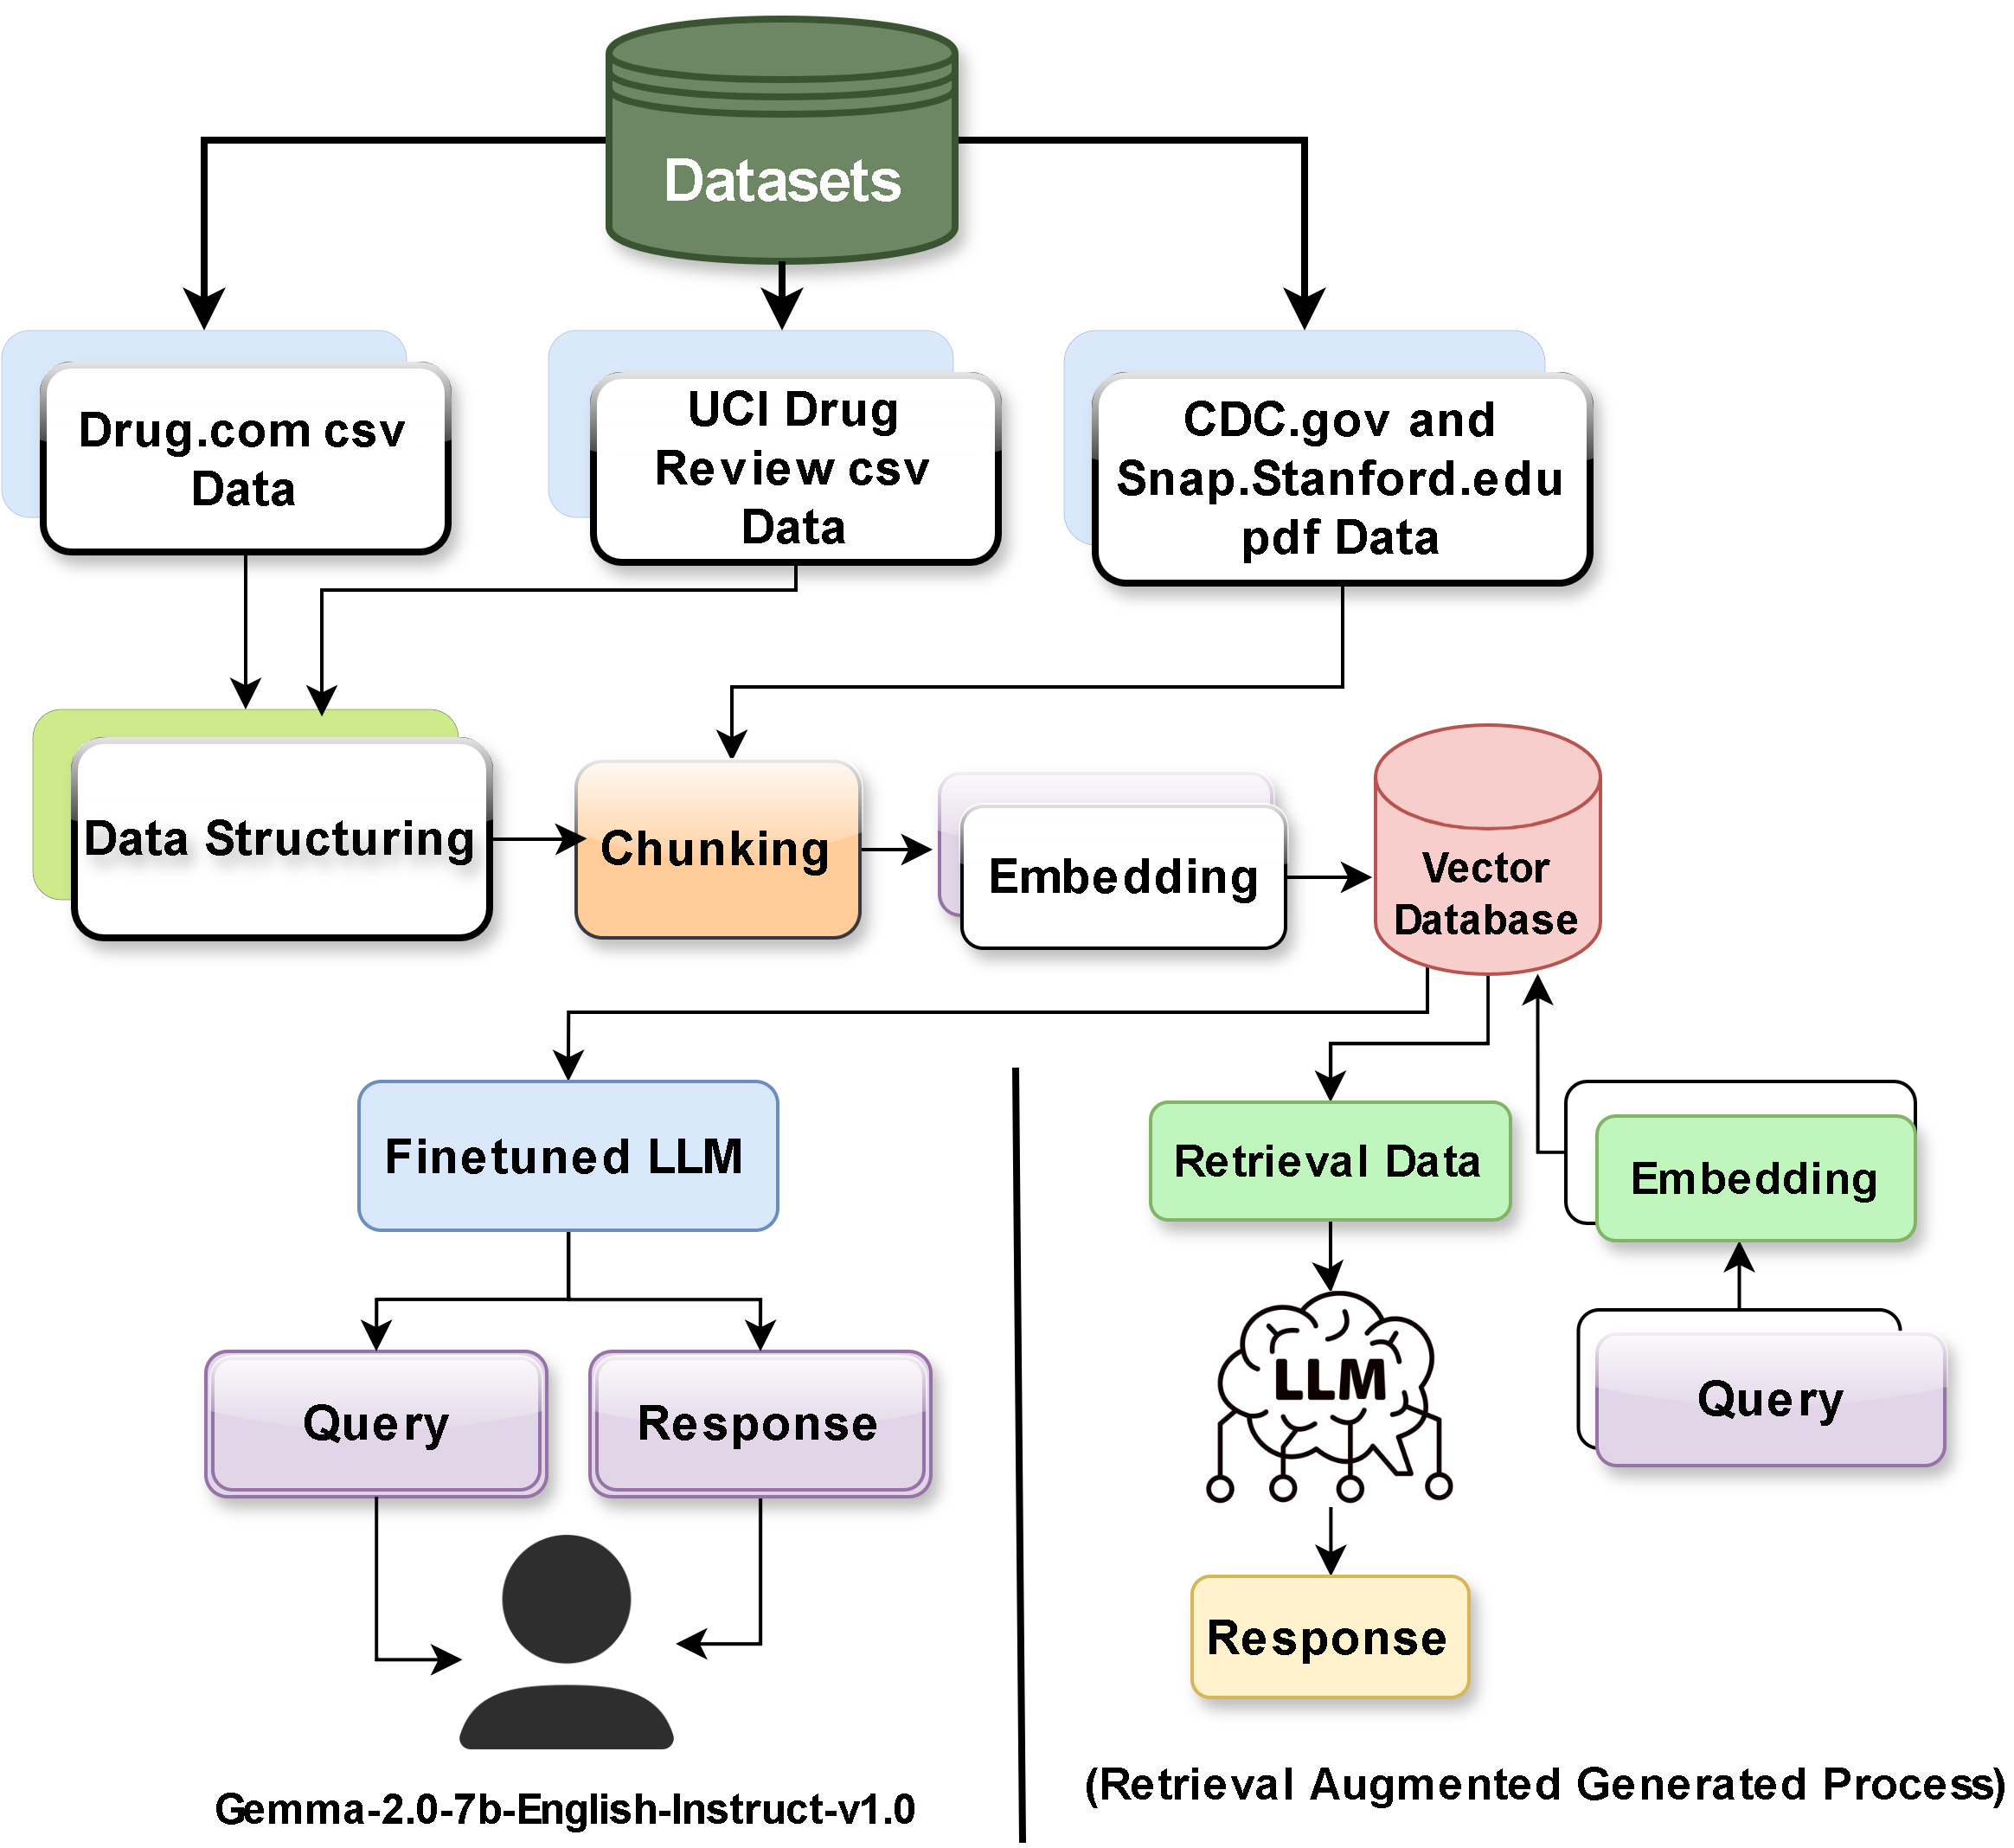 Datasets
Drug.com csv
Data
UCI Drug
Review csv
Data
CDC.gov and
Snap.Stanford.edu
pdf Data
Data Structuring
Chunking
Embedding
Vector
Database
Finetuned LLM
Retrieval Data
Embedding
LLM
Query
Response
Query
Response
Gemma-2.0-7b-English-Instruct-v1.0
(Retrieval Augmented Generated Process)